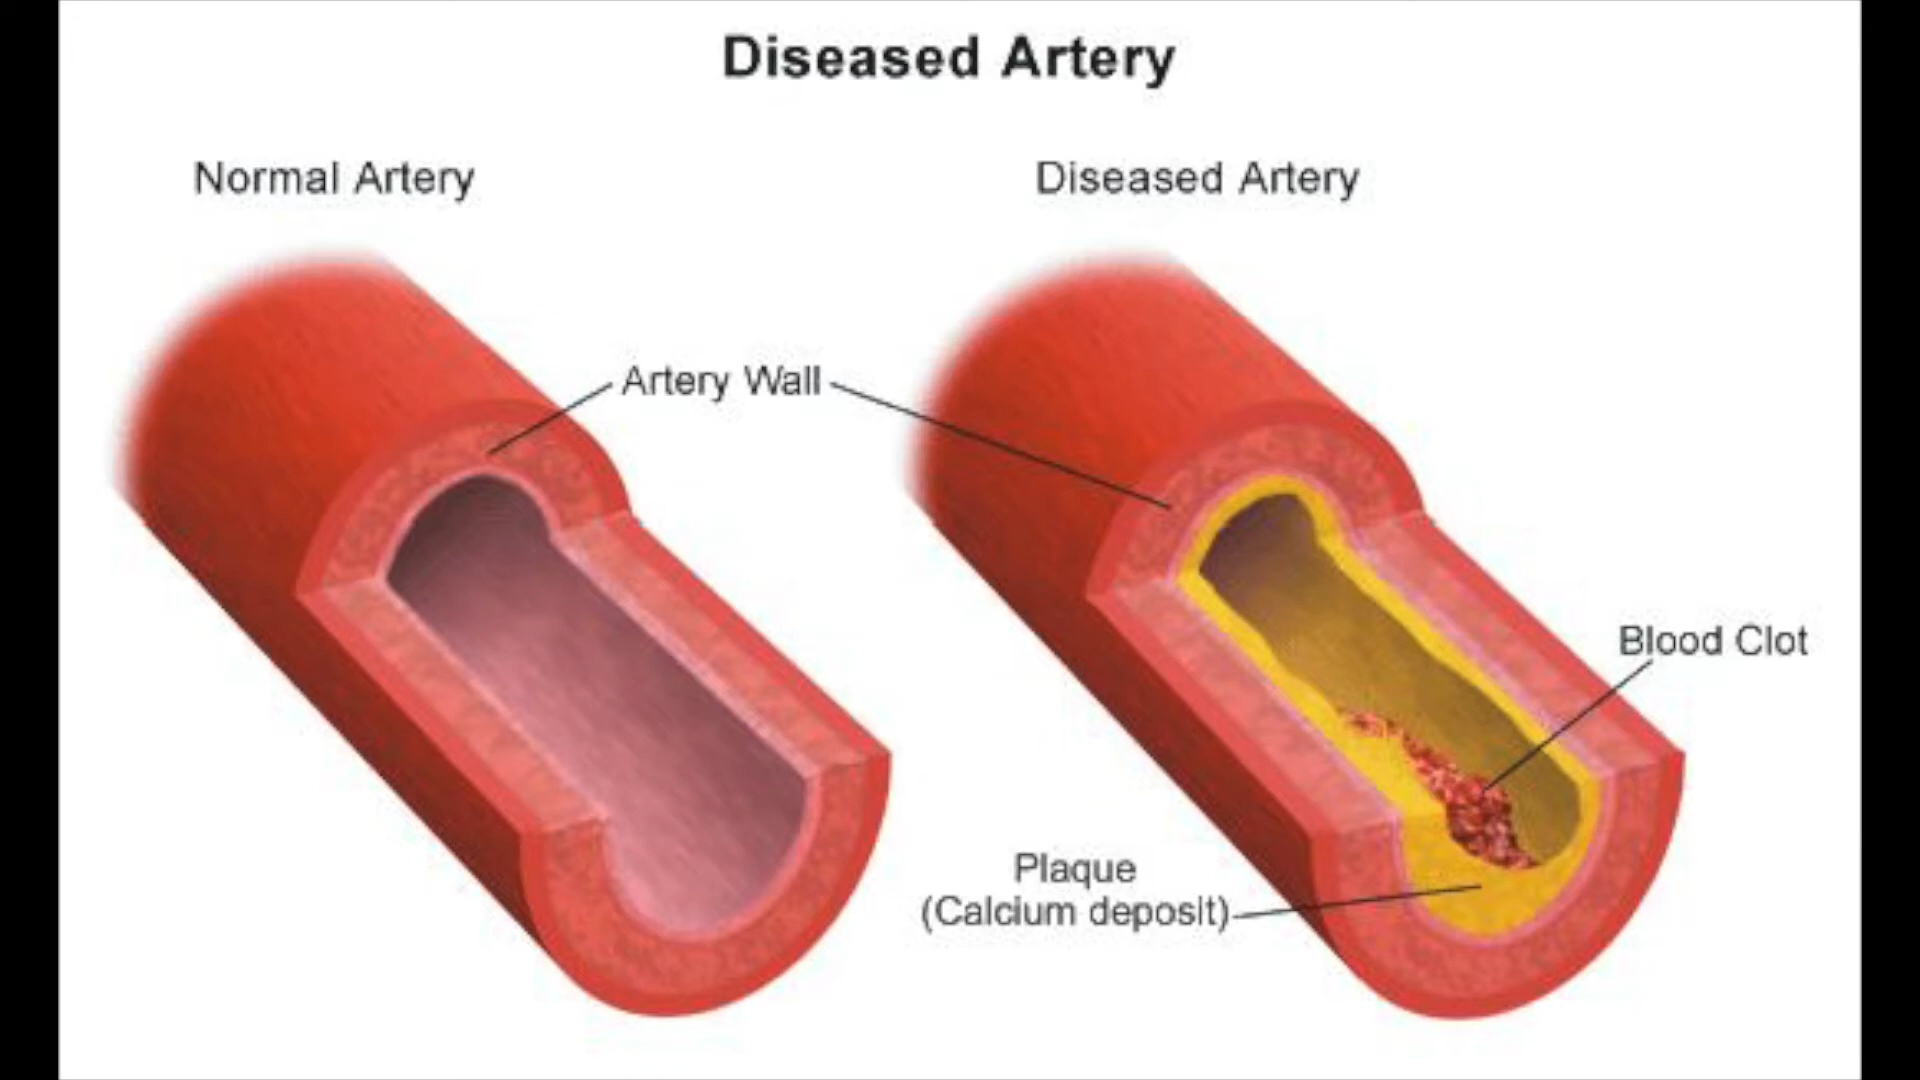 Diseased Artery
Normal Artery
Diseased Artery
Artery Wall
Blood Clot
Plaque
(Calcium deposit)